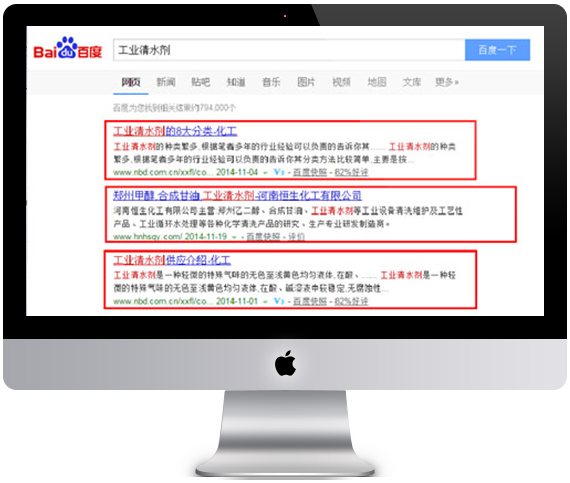 Bai du 百度
工业清水剂
百度一下
网页 新闻 贴吧 知道 音乐 图片 视频 地图 文库 更多»
百度为您找到相关结果约794,000个
工业清水剂的8大分类-化工
工业清水剂的种类繁多,根据笔者多年的行业经验可以负责的告诉你其...... 工业清水剂的种类
繁多,根据笔者多年的行业经验可以负责的告诉你其分类方法比较简单,主要是按...
www.nbd.com.cn/xxfl/co... 2014-11-04 - V3 - 百度快照 - 82%好评
郑州甲醇,合成甘油,工业清水剂-河南恒生化工有限公司
河南恒生化工有限公司主营:郑州乙二醇、合成甘油、工业清水剂等工业设备清洗维护及工艺性
产品、工业循环水处理等各种化学清洗产品的研究、生产专业研发制造商。
www.hnhsgy.com/ 2014-11-19 - 百度快照 - 评价
工业清水剂供应介绍-化工
工业清水剂是一种轻微的特殊气味的无色至浅黄色均匀液体,在酸、...... 工业清水剂是一种轻
微的特殊气味的无色至浅黄色均匀液体,在酸、碱溶液中较稳定,无腐蚀性...
www.nbd.com.cn/xxfl/co... 2014-11-01 - V3 - 百度快照 - 82%好评